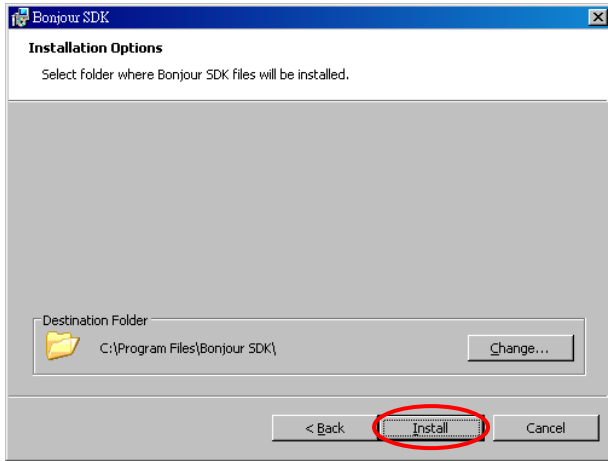 Bonjour SDK
Installation Options
Select folder where Bonjour SDK files will be installed.
Destination Folder
C:\Program Files\Bonjour SDK\
Change...
< Back
Install
Cancel